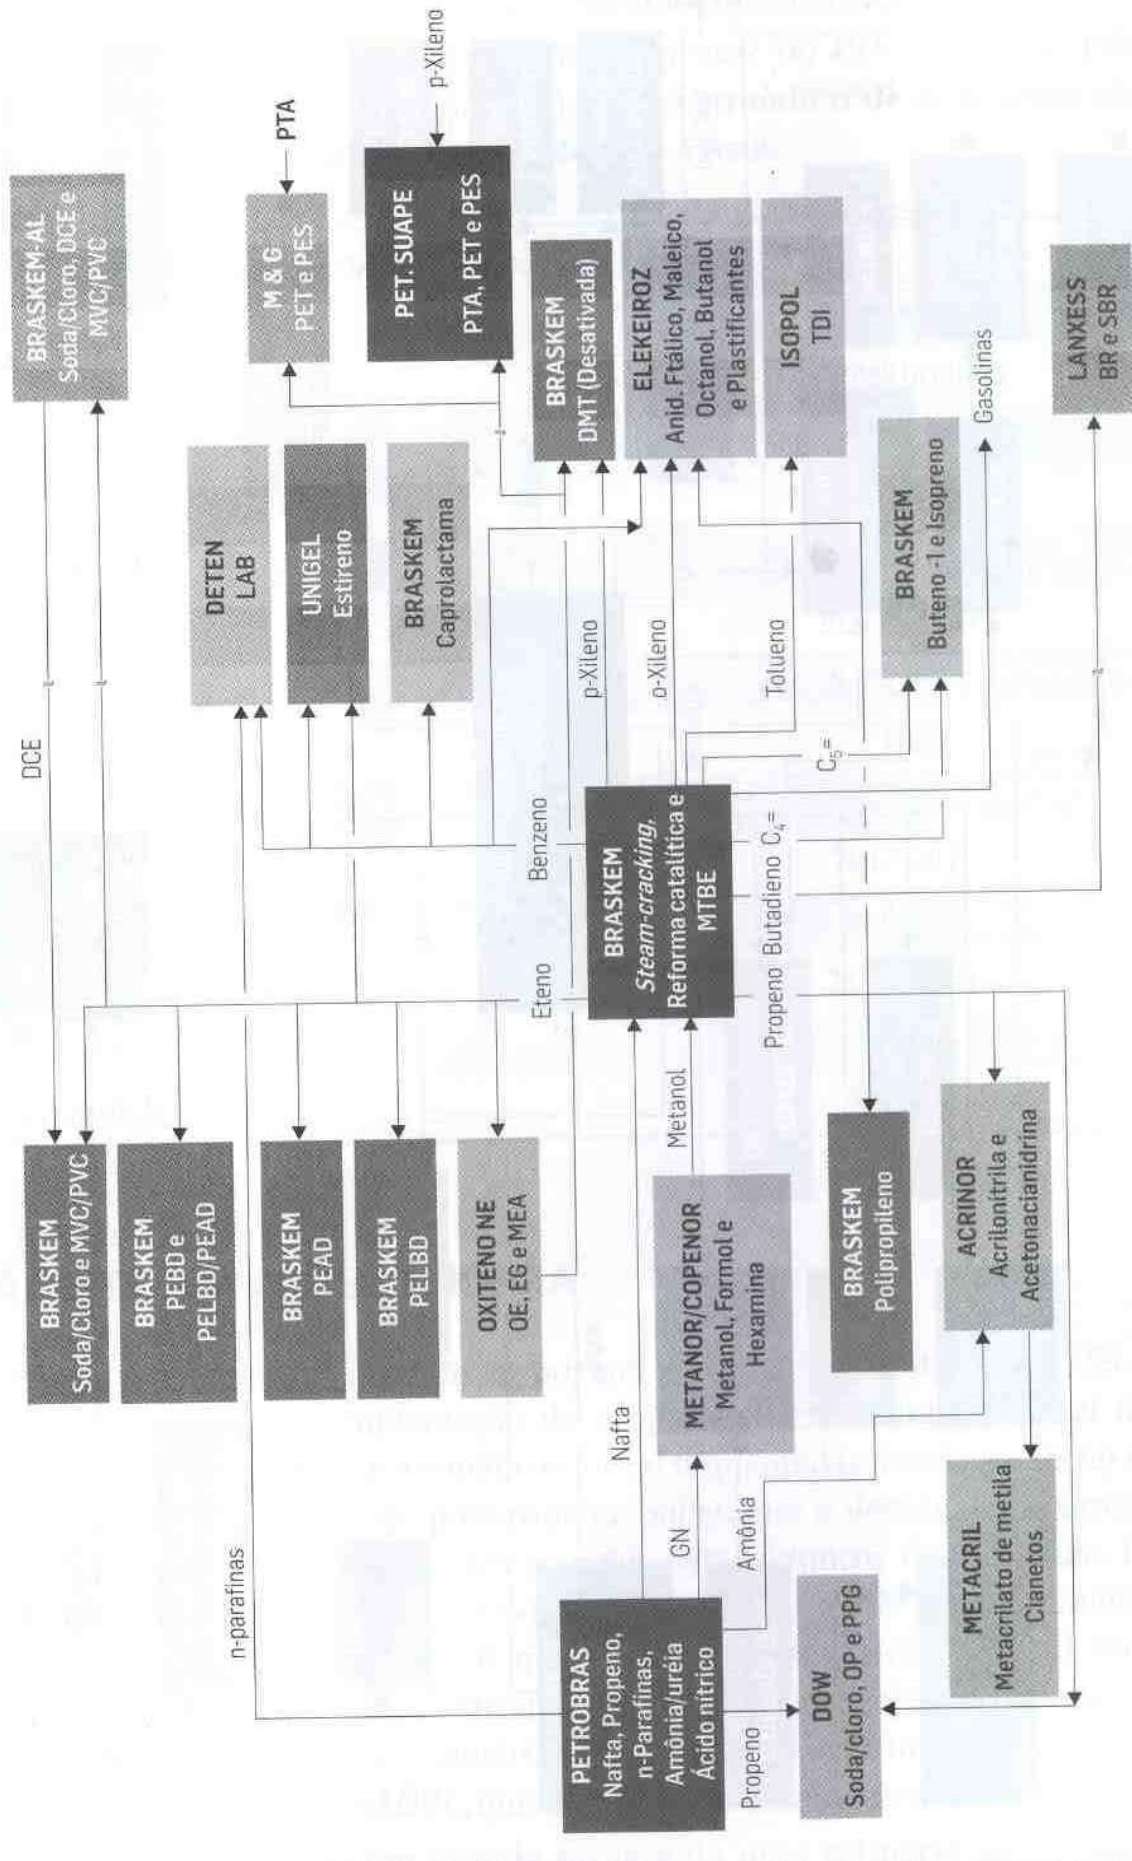 DCE
BRASKEM-AL
Soda/Cloro, DCE e
MVC/PVC
n-parafinas
BRASKEM
Soda/Cloro e MVC/PVC
BRASKEM
PEBD e
PELBD/PEAD
BRASKEM
PEAD
BRASKEM
PELBD
OXITENO NE
OE, EG e MEA
Eteno
Benzeno
DETEN
LAB
UNIGEL
Estireno
BRASKEM
Caprolactama
M & G
PET e PES
PTA
PET. SUAPE
PTA, PET e PES
p-Xileno
PETROBRAS
Nafta, Propeno,
n-Parafinas,
Amônia/uréia
Ácido nítrico
Nafta
GN
Amônia
Propeno
METANOR/COPENOR
Metanol, Formol e
Hexamina
Metanol
BRASKEM
Steam-cracking,
Reforma catalítica e
MTBE
p-Xileno
o-Xileno
Tolueno
C5=
BRASKEM
DMT (Desativada)
ELEKEIROZ
Anid. Ftálico, Maleico,
Octanol, Butanol
e Plastificantes
ISOPOL
TDI
Propeno Butadieno C4=
BRASKEM
Buteno -1 e Isopreno
Gasolinas
LANXESS
BR e SBR
DOW
Soda/cloro, OP e PPG
BRASKEM
Polipropileno
ACRINOR
Acrilonitrila e
Acetonacianidrina
METACRIL
Metacrilato de metila
Cianetos